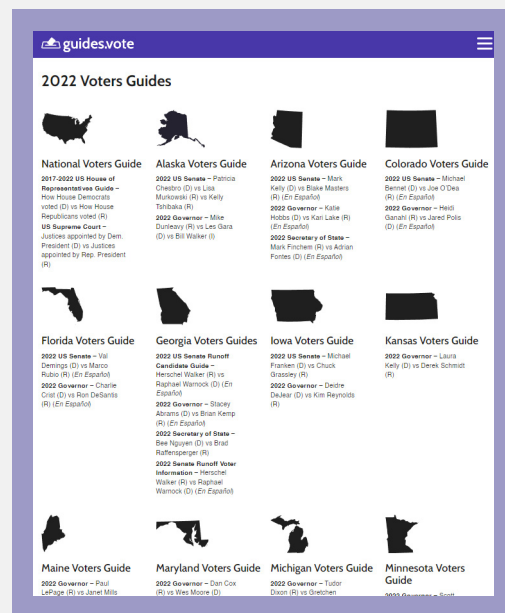 guides.vote
2022 Voters Guides
National Voters Guide
2017-2022 US House of
Representatives Guide –
How House Democrats
voted (D) vs How House
Republicans voted (R)
US Supreme Court –
Justices appointed by Dem.
President (D) vs Justices
appointed by Rep. President
(R)
Alaska Voters Guide
2022 US Senate – Patricia
Chesbro (D) vs Lisa
Murkowski (R) vs Kelly
Tshibaka (R)
2022 Governor – Mike
Dunleavy (R) vs Les Gara
(D) vs Bill Walker (I)
Arizona Voters Guide
2022 US Senate – Mark
Kelly (D) vs Blake Masters
(R) (En Español)
2022 Governor – Katie
Hobbs (D) vs Kari Lake (R)
(En Español)
2022 Secretary of State –
Mark Finchem (R) vs Adrian
Fontes (D) (En Español)
Colorado Voters Guide
2022 US Senate – Michael
Bennet (D) vs Joe O'Dea
(R) (En Español)
2022 Governor – Heidi
Ganahl (R) vs Jared Polis
(D) (En Español)
Florida Voters Guide
2022 US Senate – Val
Demings (D) vs Marco
Rubio (R) (En Español)
2022 Governor – Charlie
Crist (D) vs Ron DeSantis
(R) (En Español)
Georgia Voters Guides
2022 US Senate Runoff
Candidate Guide –
Herschel Walker (R) vs
Raphael Warnock (D) (En
Español)
2022 Governor – Stacey
Abrams (D) vs Brian Kemp
(R) (En Español)
2022 Secretary of State –
Bee Nguyen (D) vs Brad
Raffensperger (R)
2022 Senate Runoff Voter
Information – Herschel
Walker (R) vs Raphael
Warnock (D) (En Español)
Iowa Voters Guide
2022 US Senate – Michael
Franken (D) vs Chuck
Grassley (R)
2022 Governor – Deidre
DeJear (D) vs Kim Reynolds
(R)
Kansas Voters Guide
2022 Governor – Laura
Kelly (D) vs Derek Schmidt
(R)
Maine Voters Guide
2022 Governor – Paul
LePage (R) vs Janet Mills
Maryland Voters Guide
2022 Governor – Dan Cox
(R) vs Wes Moore (D)
Michigan Voters Guide
2022 Governor – Tudor
Dixon (R) vs Gretchen
Minnesota Voters
Guide
2022 Governor – Scott